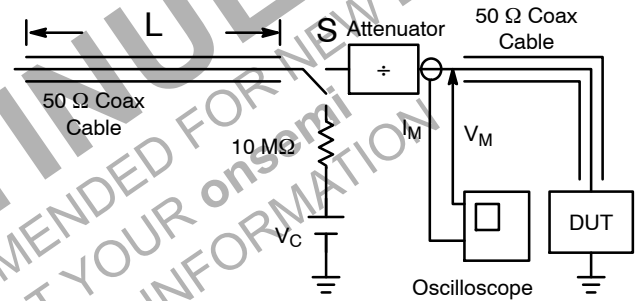 L
S
Attenuator
÷
50 Ω Coax
Cable
50 Ω Coax
Cable
10 MΩ
V_C
I_M
V_M
DUT
Oscilloscope
INUE
MENDED FOR NEW
T YOUR onsemi
INFORMATION